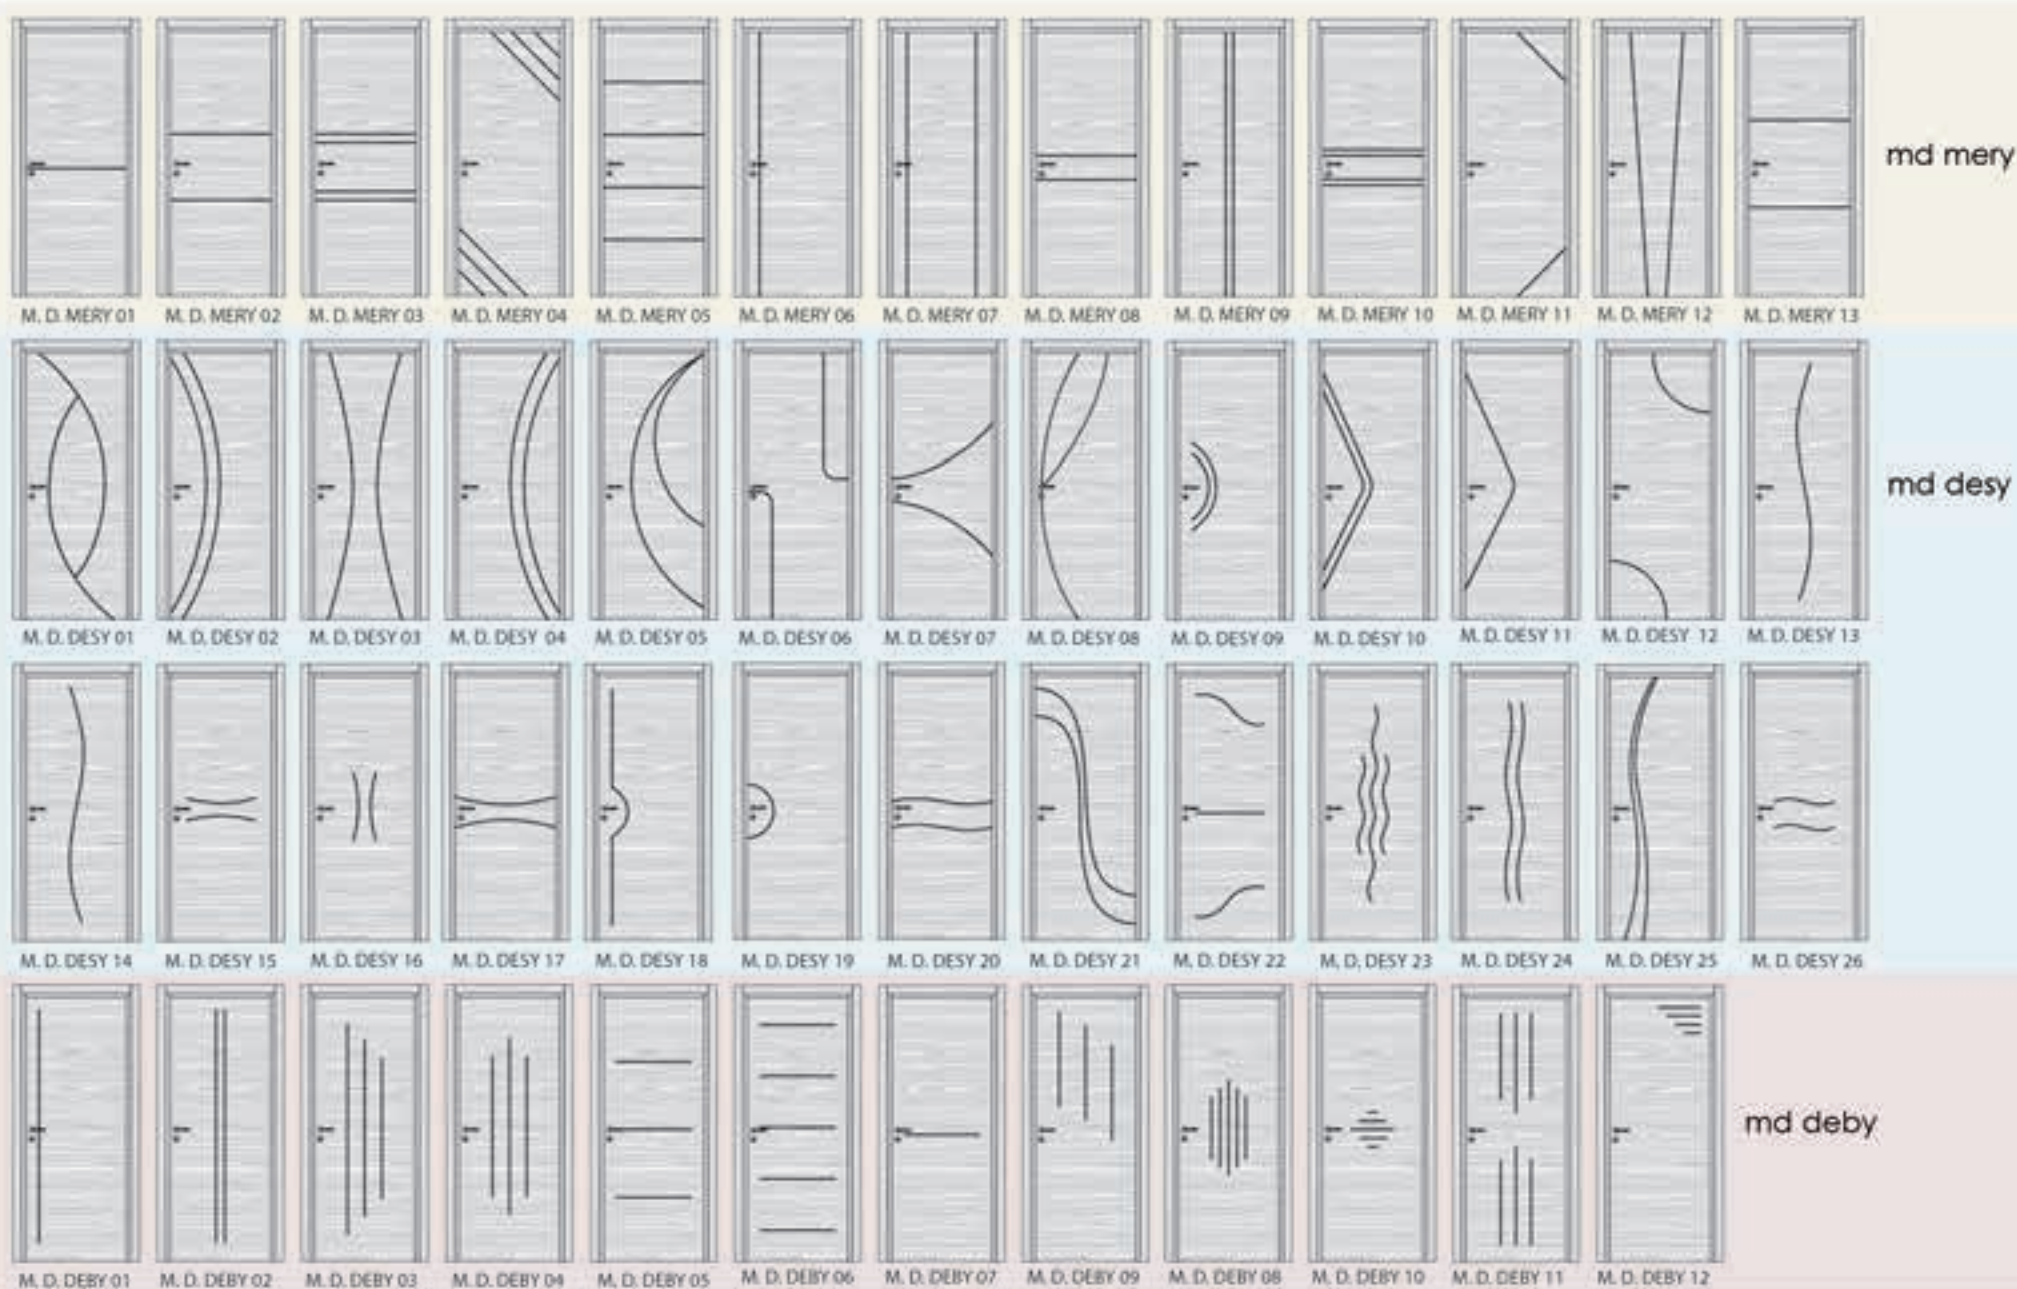 md mery
M. D. MERY 01 M. D. MERY 02 M. D. MERY 03 M. D. MERY 04 M. D. MERY 05 M. D. MERY 06 M. D. MERY 07 M. D. MERY 08 M. D. MERY 09 M. D. MERY 10 M. D. MERY 11 M. D. MERY 12 M. D. MERY 13
md desy
M. D. DESY 01 M. D. DESY 02 M. D. DESY 03 M. D. DESY 04 M. D. DESY 05 M. D. DESY 06 M. D. DESY 07 M. D. DESY 08 M. D. DESY 09 M. D. DESY 10 M. D. DESY 11 M. D. DESY 12 M. D. DESY 13
M. D. DESY 14 M. D. DESY 15 M. D. DESY 16 M. D. DESY 17 M. D. DESY 18 M. D. DESY 19 M. D. DESY 20 M. D. DESY 21 M. D. DESY 22 M, D, DESY 23 M. D. DESY 24 M. D. DESY 25 M. D. DESY 26
md deby
M. D. DEBY 01 M. D. DEBY 02 M. D. DEBY 03 M. D. DEBY 04 M. D. DEBY 05 M. D. DEBY 06 M. D. DEBY 07 M. D. DEBY 09 M. D. DEBY 08 M. D. DEBY 10 M. D. DEBY 11 M. D. DEBY 12